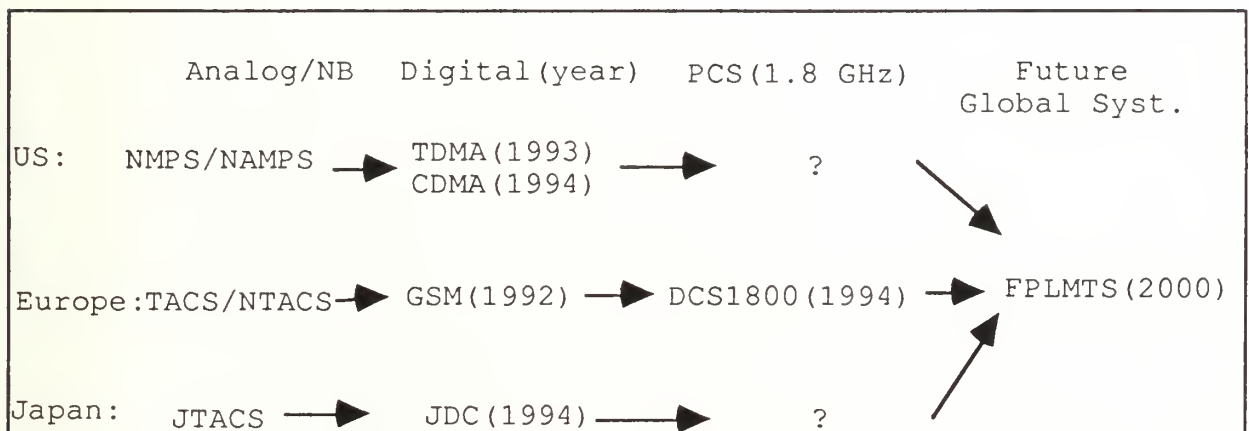 Analog/NB Digital(year) PCS(1.8 GHz) Future
Global Syst.
US: NMPS/NAMPS TDMA(1993) ?
CDMA(1994)
Europe:TACS/NTACS GSM(1992) DCS1800(1994) FPLMTS(2000)
Japan: JTACS JDC(1994) ?